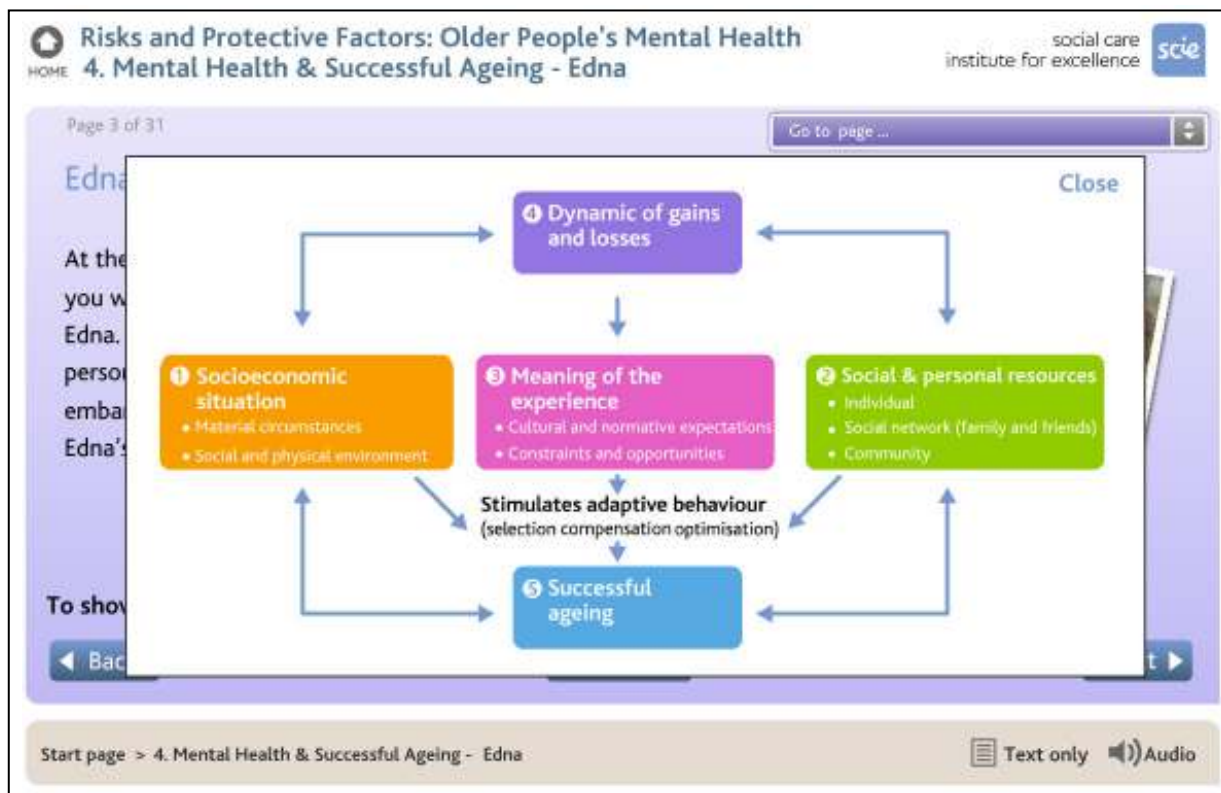 Risks and Protective Factors: Older People's Mental Health
HOME
4. Mental Health & Successful Ageing - Edna
social care
institute for excellence
scie
Page 3 of 31
Go to page ...
Edna
Close
4 Dynamic of gains
and losses
At the
you w
Edna.
perso
emba
Edna's
1 Socioeconomic
situation
• Material circumstances
• Social and physical environment
3 Meaning of the
experience
• Cultural and normative expectations
• Constraints and opportunities
2 Social & personal resources
• Individual
• Social network (family and friends)
• Community
Stimulates adaptive behaviour
(selection compensation optimisation)
5 Successful
ageing
To show
Bac
t
Start page > 4. Mental Health & Successful Ageing - Edna
Text only
Audio